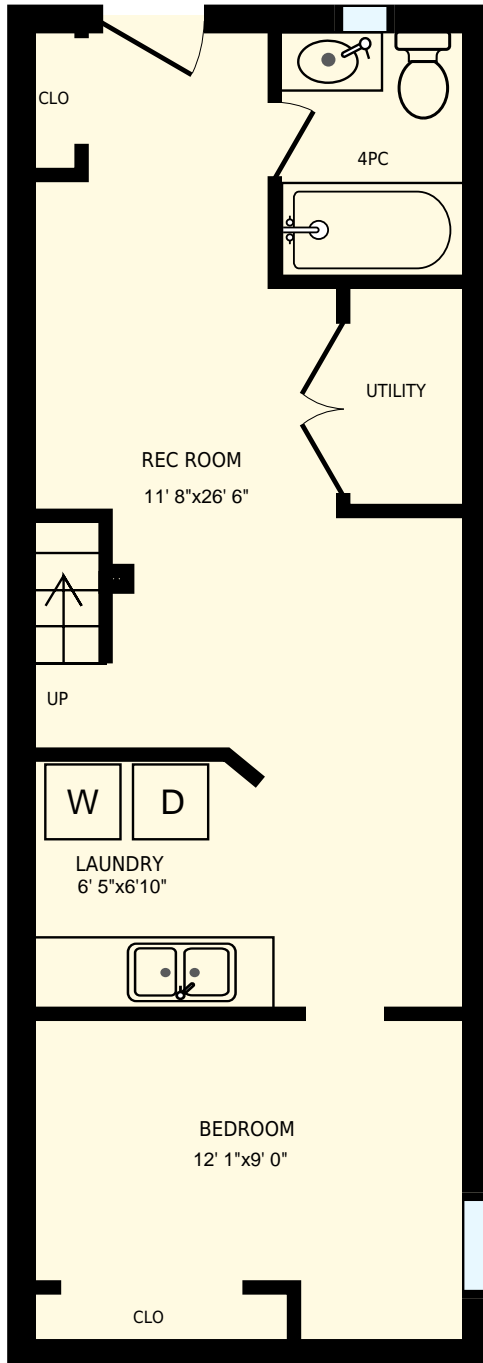 CLO
4PC
UTILITY
REC ROOM
11' 8"x26' 6"
UP
W D
LAUNDRY
6' 5"x6'10"
BEDROOM
12' 1"x9' 0"
CLO